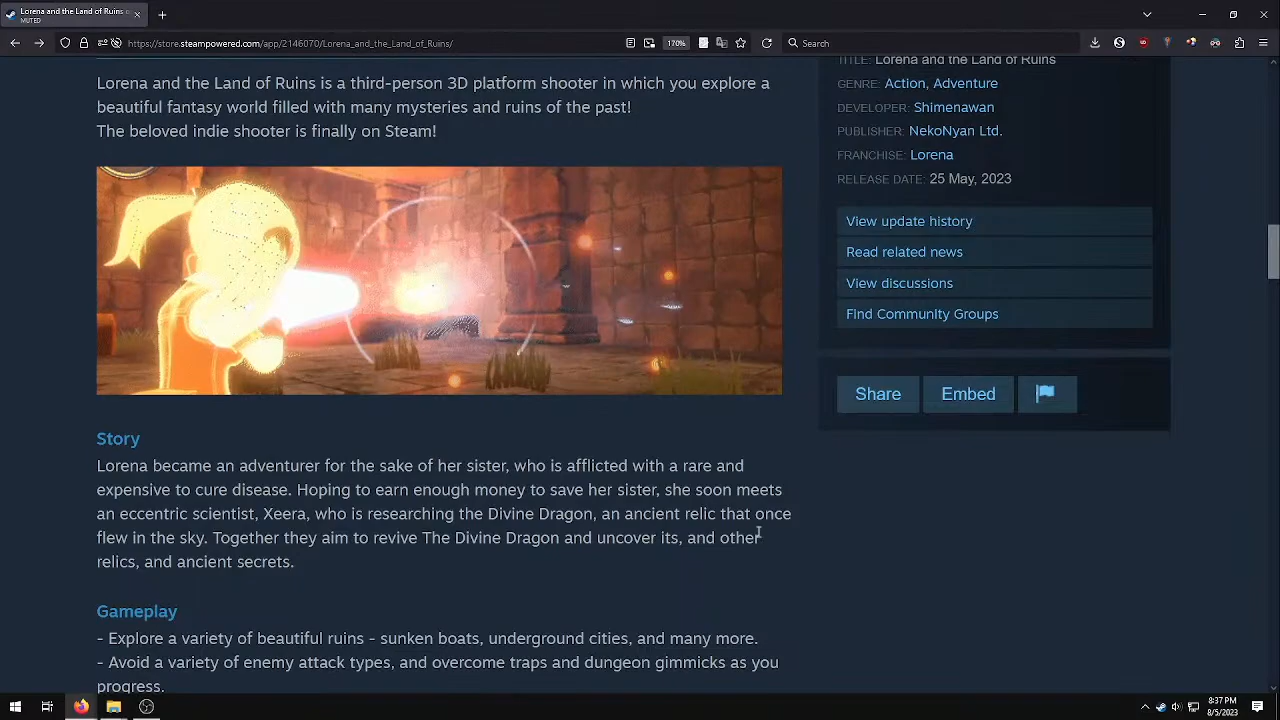 Lorena and the Land of Ruins
MUTED
https://store.steampowered.com/app/2146070/Lorena_and_the_Land_of_Ruins/
170%
Search
Lorena and the Land of Ruins is a third-person 3D platform shooter in which you explore a
beautiful fantasy world filled with many mysteries and ruins of the past!
The beloved indie shooter is finally on Steam!
TITLE: Lorena and the Land of Ruins
GENRE: Action, Adventure
DEVELOPER: Shimenawan
PUBLISHER: NekoNyan Ltd.
FRANCHISE: Lorena
RELEASE DATE: 25 May, 2023
View update history
Read related news
View discussions
Find Community Groups
Share
Embed
Story
Lorena became an adventurer for the sake of her sister, who is afflicted with a rare and
expensive to cure disease. Hoping to earn enough money to save her sister, she soon meets
an eccentric scientist, Xeera, who is researching the Divine Dragon, an ancient relic that once
flew in the sky. Together they aim to revive The Divine Dragon and uncover its, and other
relics, and ancient secrets.
Gameplay
- Explore a variety of beautiful ruins - sunken boats, underground cities, and many more.
- Avoid a variety of enemy attack types, and overcome traps and dungeon gimmicks as you
progress.
8:37 PM
8/5/2023